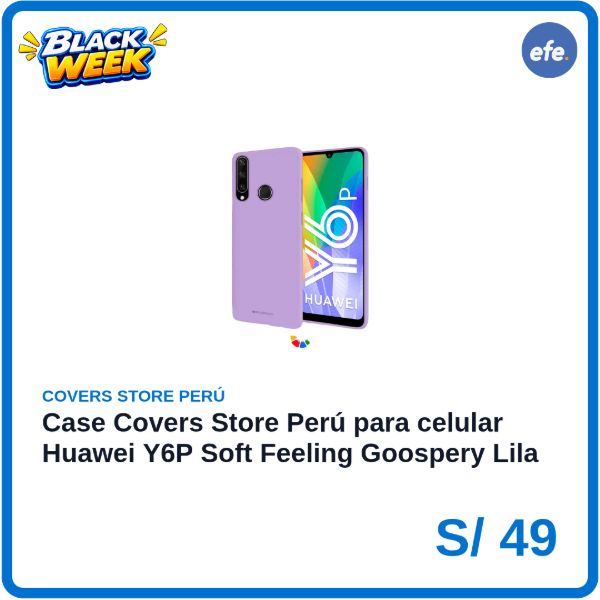 BLACK
WEEK
efe.
Y6P
HUAWEI
COVERS STORE PERÚ
Case Covers Store Perú para celular
Huawei Y6P Soft Feeling Goospery Lila
S/ 49